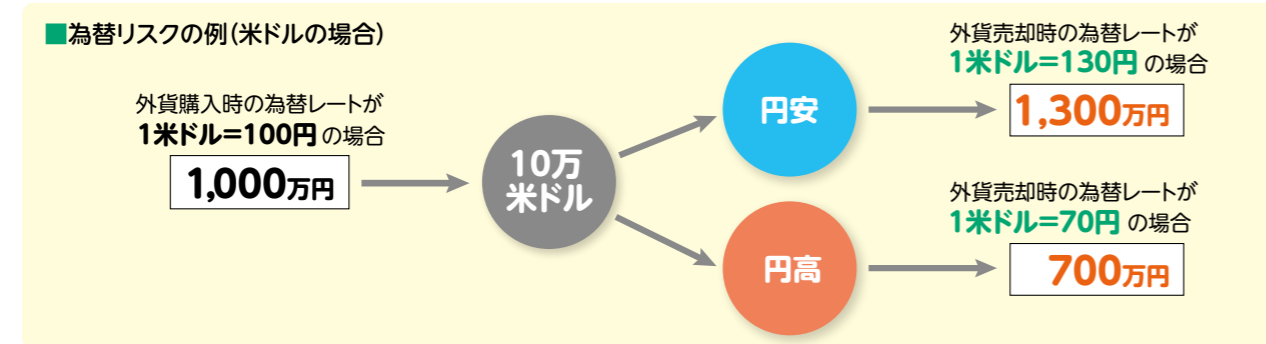 ■為替リスクの例(米ドルの場合)
外貨購入時の為替レートが
1米ドル=100円 の場合
1,000万円
10万
米ドル
円安
外貨売却時の為替レートが
1米ドル=130円 の場合
1,300万円
円高
外貨売却時の為替レートが
1米ドル=70円 の場合
700万円